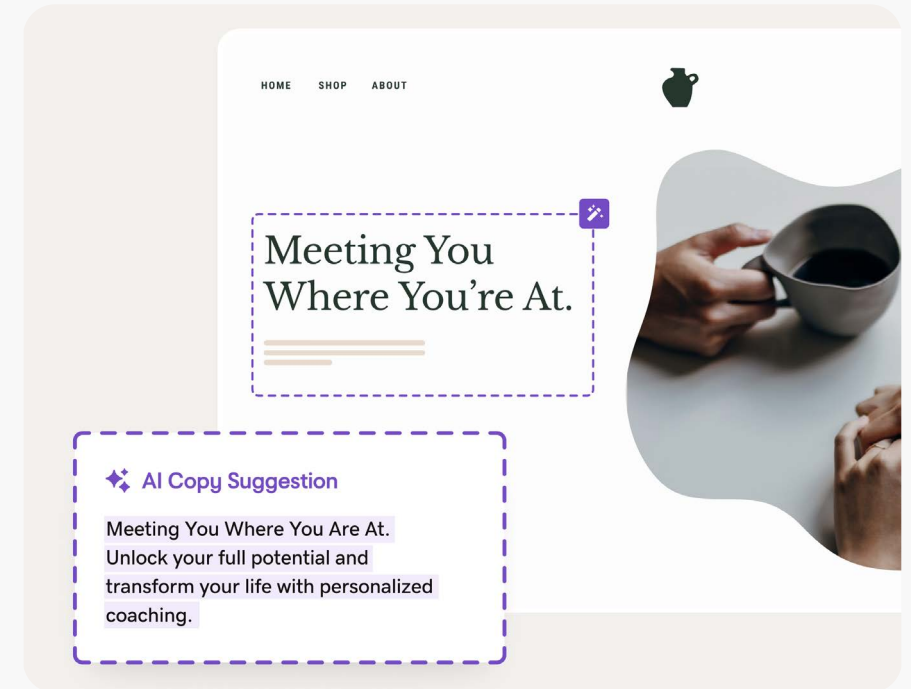 HOME SHOP ABOUT
Meeting You
Where You’re At.
AI Copy Suggestion
Meeting You Where You Are At.
Unlock your full potential and
transform your life with personalized
coaching.